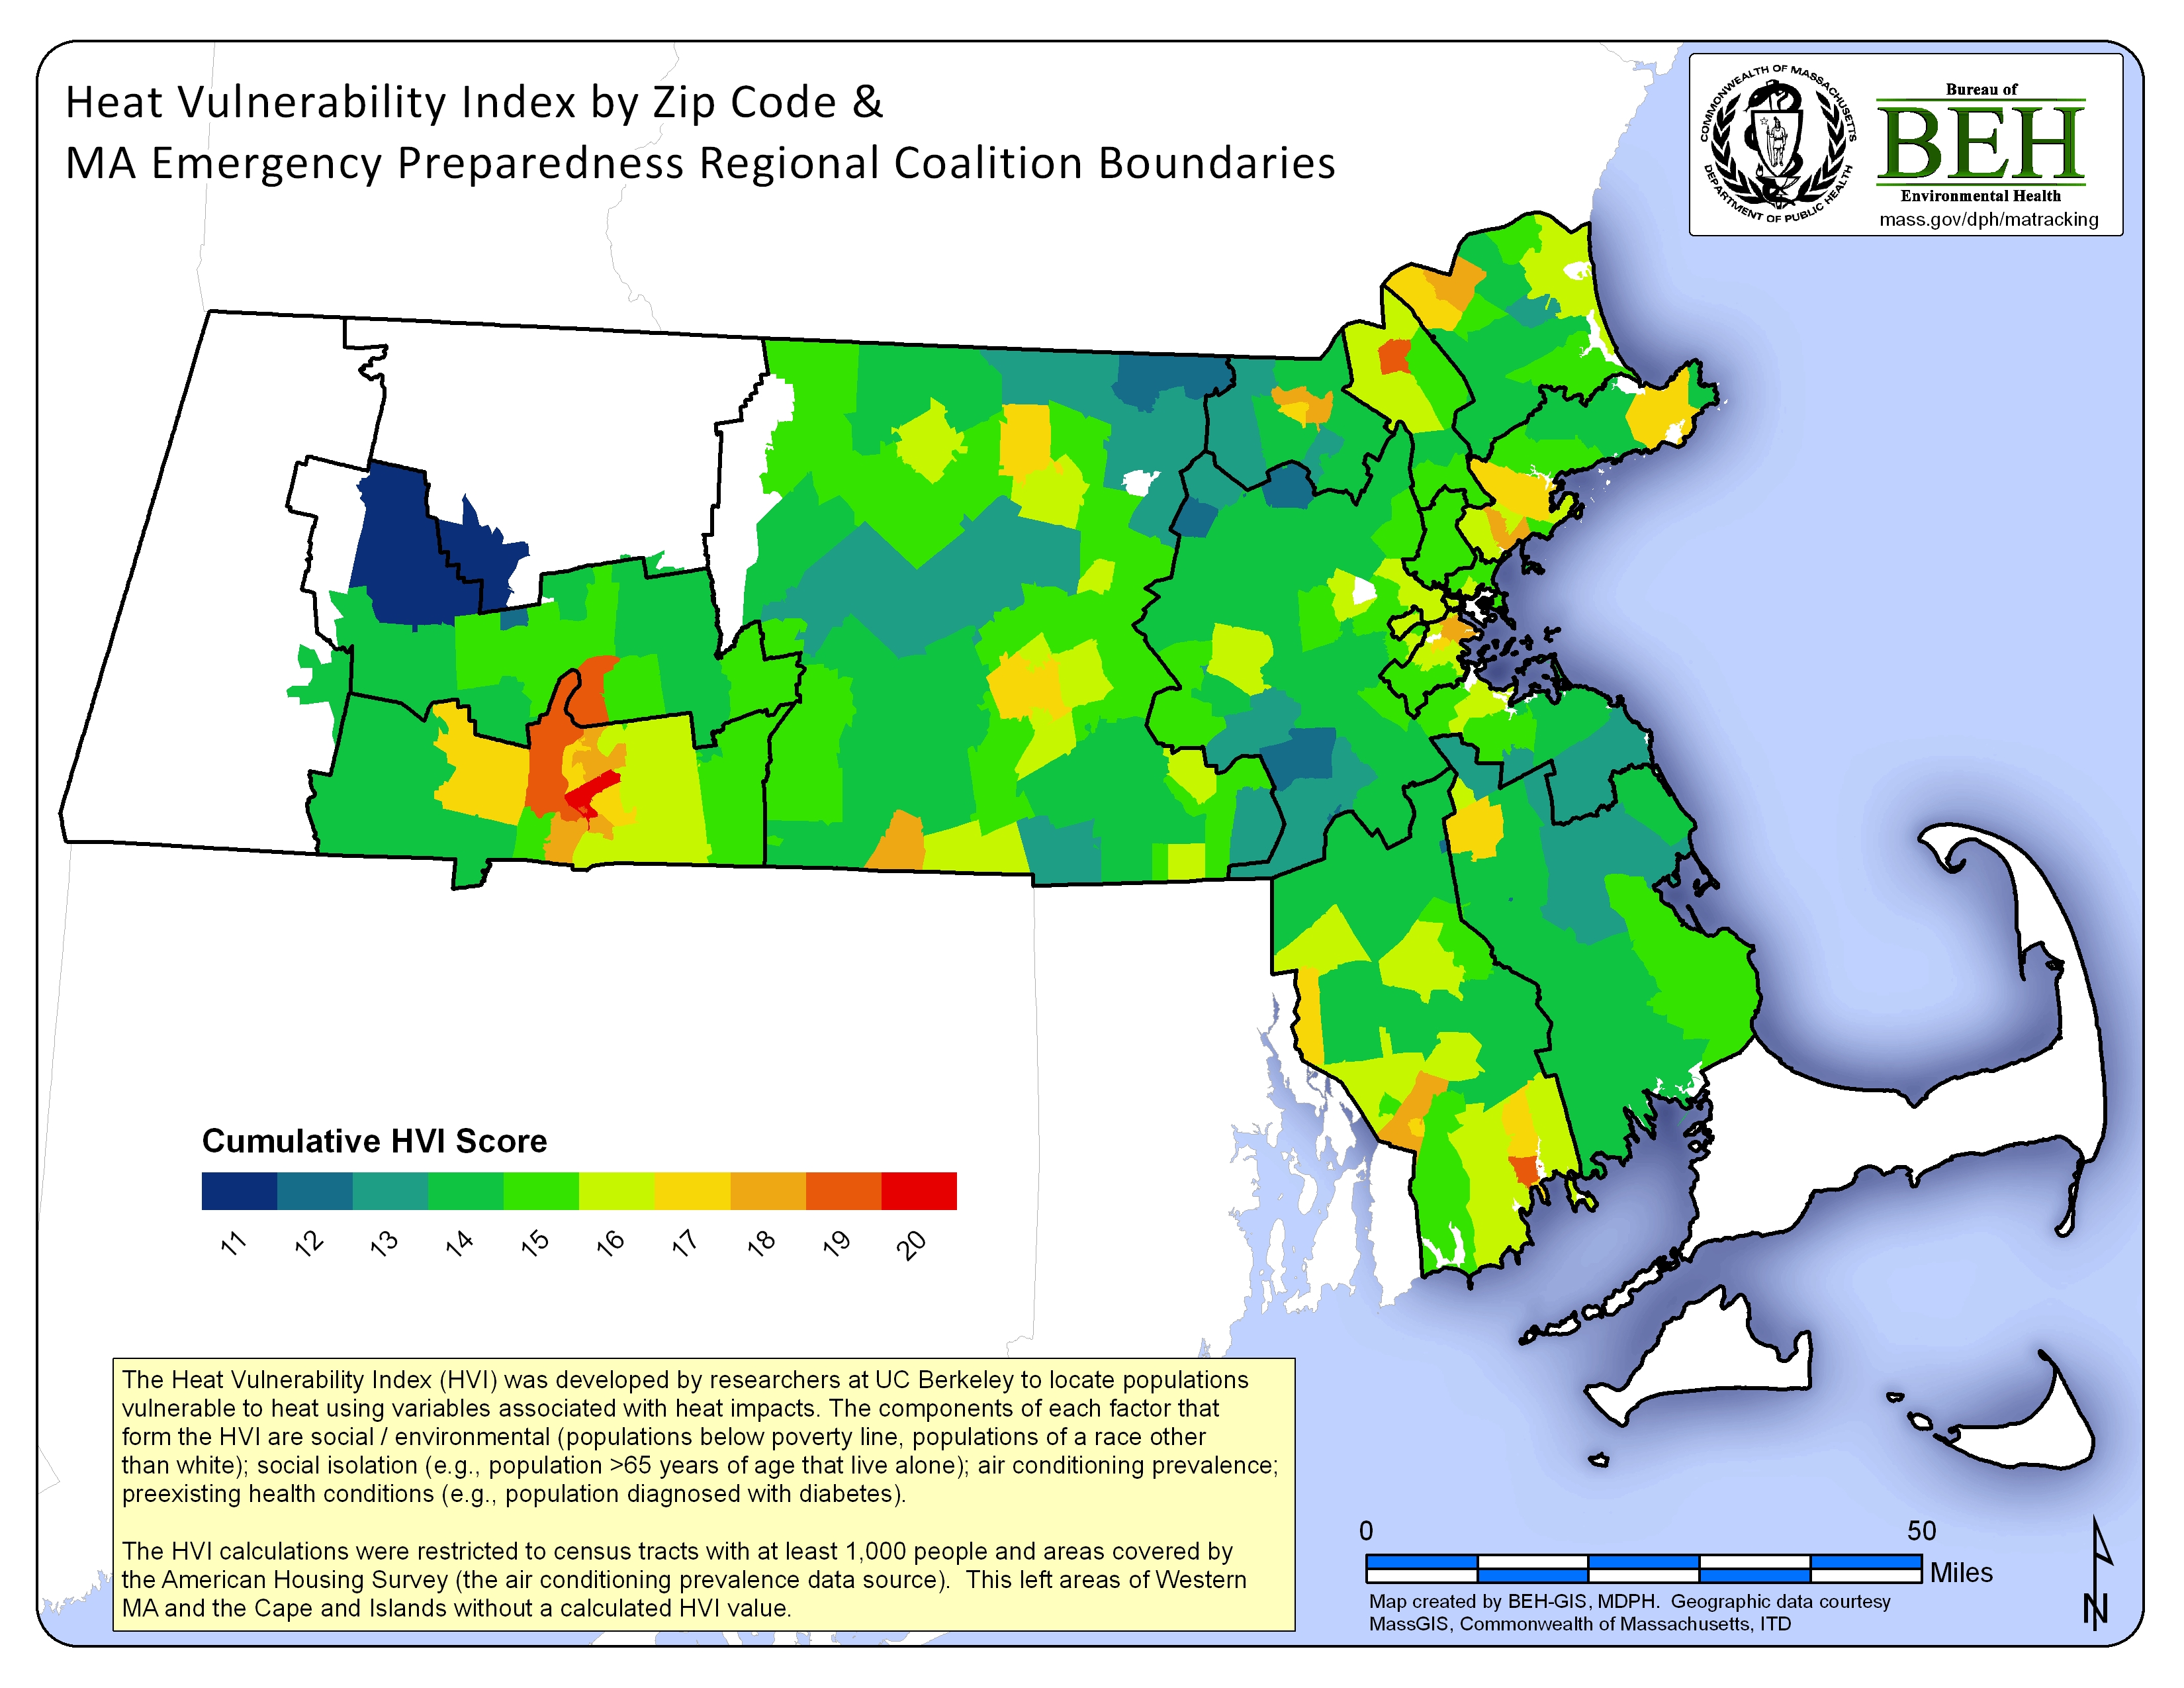 Heat Vulnerability Index by Zip Code &
MA Emergency Preparedness Regional Coalition Boundaries
COMMONWEALTH OF MASSACHUSETTS
DEPARTMENT OF PUBLIC HEALTH
Bureau of
BEH
Environmental Health
mass.gov/dph/matracking
Cumulative HVI Score
11 12 13 14 15 16 17 18 19 20
The Heat Vulnerability Index (HVI) was developed by researchers at UC Berkeley to locate populations
vulnerable to heat using variables associated with heat impacts. The components of each factor that
form the HVI are social / environmental (populations below poverty line, populations of a race other
than white); social isolation (e.g., population >65 years of age that live alone); air conditioning prevalence;
preexisting health conditions (e.g., population diagnosed with diabetes).
The HVI calculations were restricted to census tracts with at least 1,000 people and areas covered by
the American Housing Survey (the air conditioning prevalence data source).  This left areas of Western
MA and the Cape and Islands without a calculated HVI value.
0 50
Miles
Map created by BEH-GIS, MDPH.  Geographic data courtesy
MassGIS, Commonwealth of Massachusetts, ITD
N